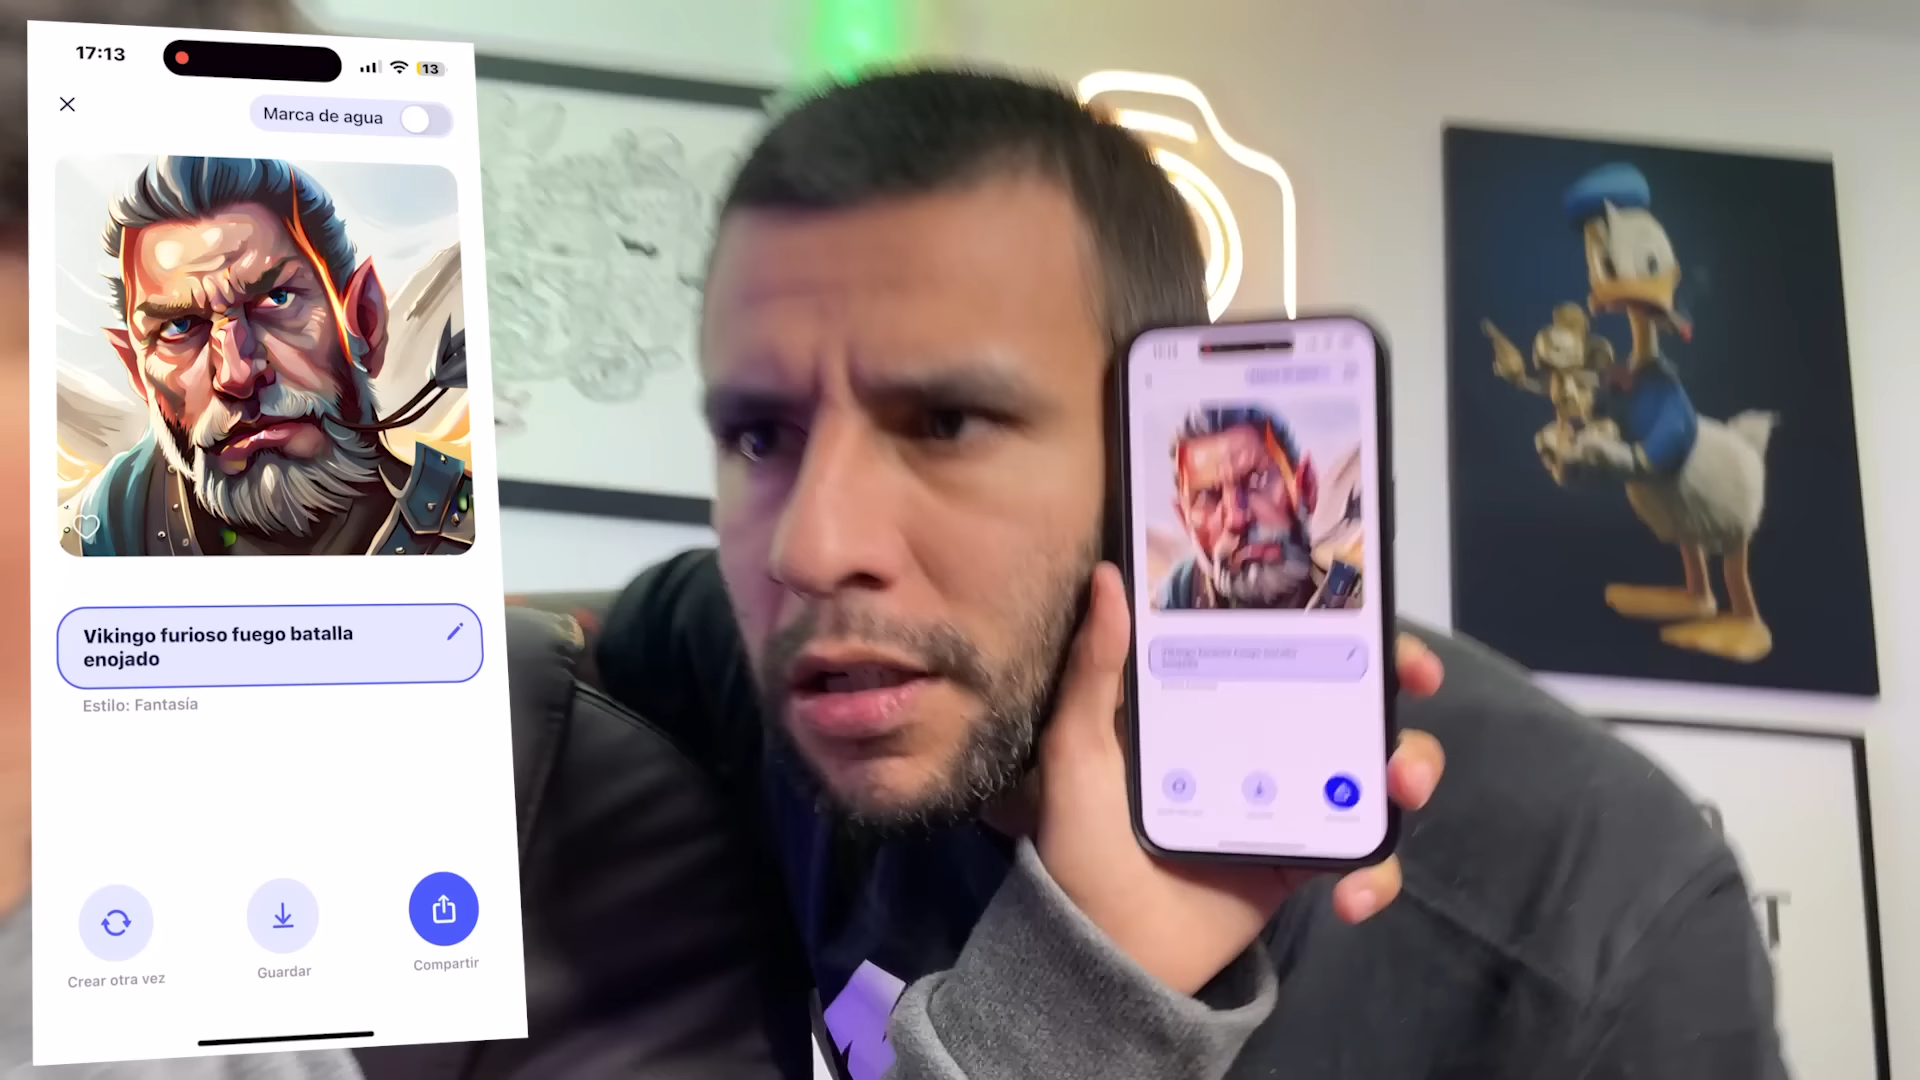 17:13
13
Marca de agua
Vikingo furioso fuego batalla
enojado
Estilo: Fantasía
Crear otra vez
Guardar
Compartir
T